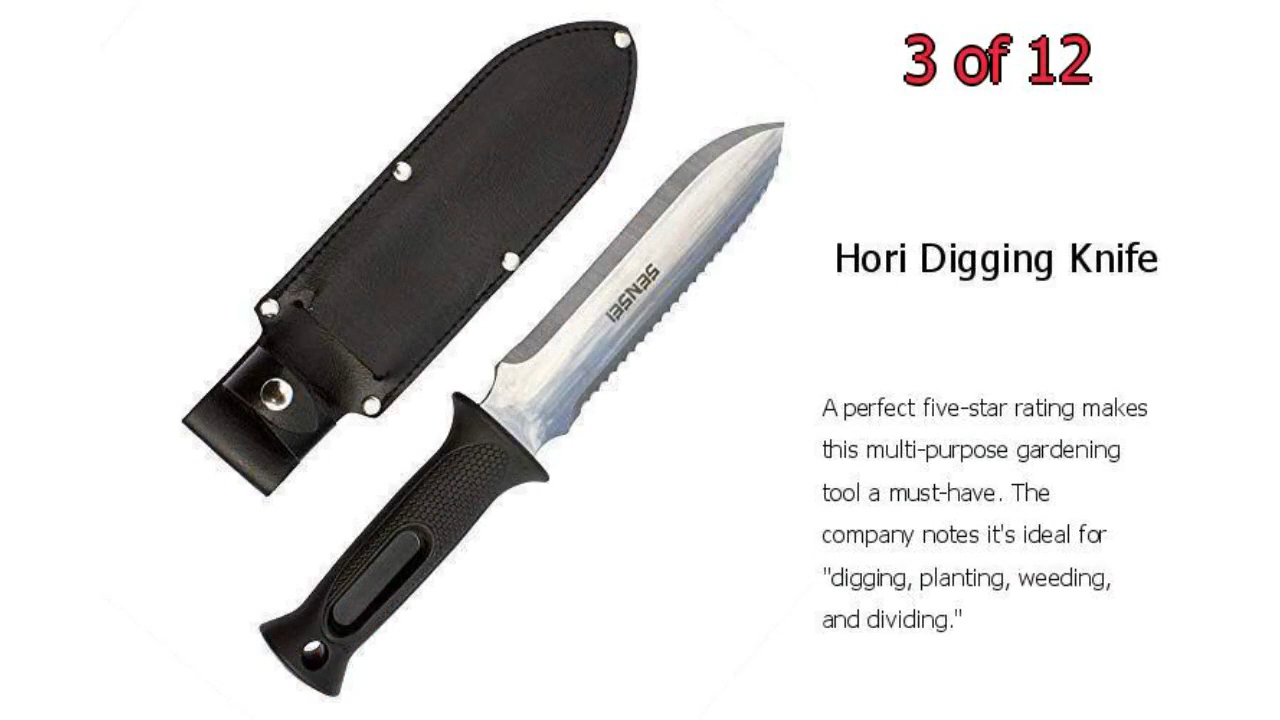 3 of 12
SENSEI
Hori Digging Knife
A perfect five-star rating makes
this multi-purpose gardening
tool a must-have. The
company notes it's ideal for
"digging, planting, weeding,
and dividing."